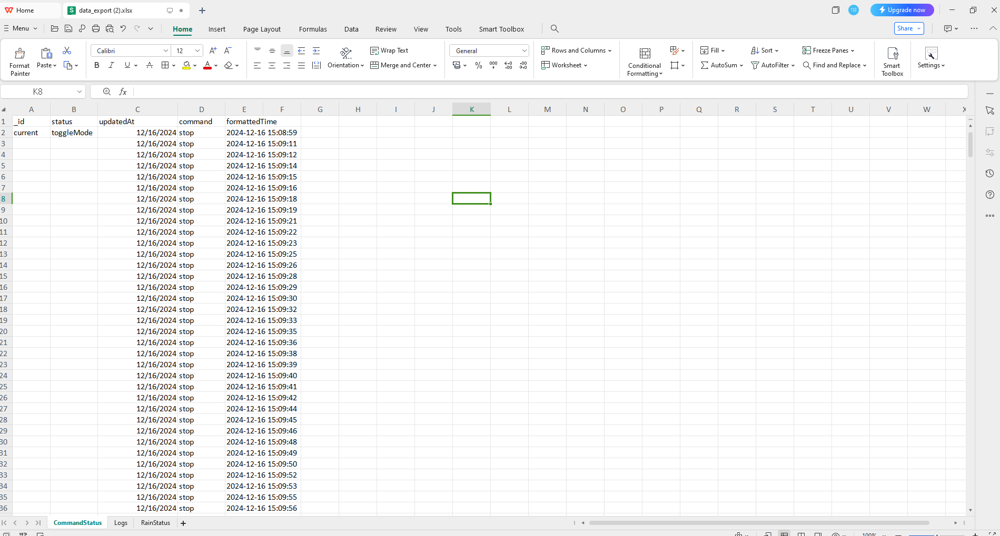 Home data_export (2).xlsx Upgrade now
Menu Home Insert Page Layout Formulas Data Review View Tools Smart Toolbox Share
Format Painter Paste Calibri 12 A+ A- Orientation Wrap Text General Rows and Columns Conditional Formatting Fill Sort Freeze Panes Smart Toolbox Settings
B I U A A Merge and Center % Worksheet AutoSum AutoFilter Find and Replace
K8 fx
A B C D E F G H I J K L M N O P Q R S T U V W X
1 _id status updatedAt command formattedTime
2 current toggleMode 12/16/2024 stop 2024-12-16 15:08:59
3 12/16/2024 stop 2024-12-16 15:09:11
4 12/16/2024 stop 2024-12-16 15:09:12
5 12/16/2024 stop 2024-12-16 15:09:14
6 12/16/2024 stop 2024-12-16 15:09:15
7 12/16/2024 stop 2024-12-16 15:09:16
8 12/16/2024 stop 2024-12-16 15:09:18
9 12/16/2024 stop 2024-12-16 15:09:19
10 12/16/2024 stop 2024-12-16 15:09:21
11 12/16/2024 stop 2024-12-16 15:09:22
12 12/16/2024 stop 2024-12-16 15:09:23
13 12/16/2024 stop 2024-12-16 15:09:25
14 12/16/2024 stop 2024-12-16 15:09:26
15 12/16/2024 stop 2024-12-16 15:09:28
16 12/16/2024 stop 2024-12-16 15:09:29
17 12/16/2024 stop 2024-12-16 15:09:30
18 12/16/2024 stop 2024-12-16 15:09:32
19 12/16/2024 stop 2024-12-16 15:09:33
20 12/16/2024 stop 2024-12-16 15:09:35
21 12/16/2024 stop 2024-12-16 15:09:36
22 12/16/2024 stop 2024-12-16 15:09:38
23 12/16/2024 stop 2024-12-16 15:09:39
24 12/16/2024 stop 2024-12-16 15:09:40
25 12/16/2024 stop 2024-12-16 15:09:41
26 12/16/2024 stop 2024-12-16 15:09:42
27 12/16/2024 stop 2024-12-16 15:09:44
28 12/16/2024 stop 2024-12-16 15:09:45
29 12/16/2024 stop 2024-12-16 15:09:46
30 12/16/2024 stop 2024-12-16 15:09:48
31 12/16/2024 stop 2024-12-16 15:09:49
32 12/16/2024 stop 2024-12-16 15:09:50
33 12/16/2024 stop 2024-12-16 15:09:52
34 12/16/2024 stop 2024-12-16 15:09:53
35 12/16/2024 stop 2024-12-16 15:09:55
36 12/16/2024 stop 2024-12-16 15:09:56
CommandStatus Logs RainStatus
100%